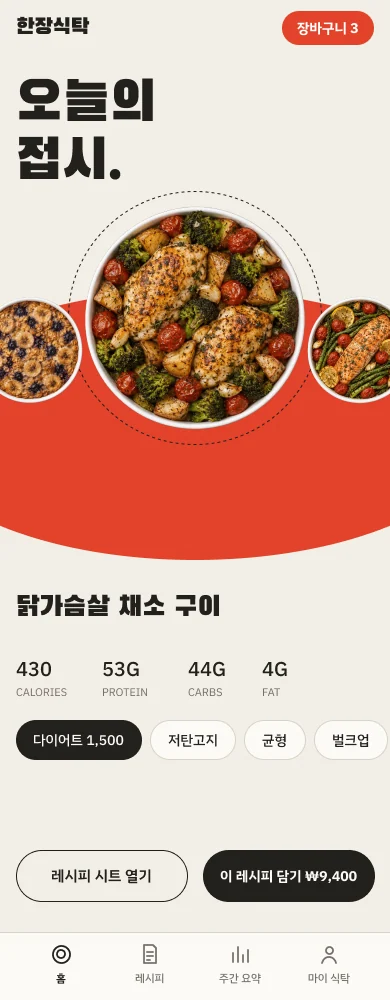 한장식탁
장바구니 3
오늘의
접시.
닭가슴살 채소 구이
430
53G
44G
4G
CALORIES
PROTEIN
CARBS
FAT
다이어트 1,500
저탄고지
균형
벌크업
레시피 시트 열기
이 레시피 담기 ₩9,400
홈
레시피
주간 요약
마이 식탁